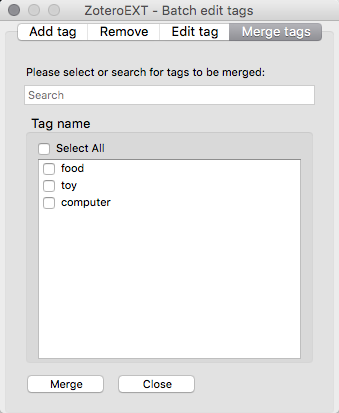 ZoteroEXT - Batch edit tags
Add tag Remove Edit tag Merge tags
Please select or search for tags to be merged:
Search
Tag name
Select All
food
toy
computer
Merge Close